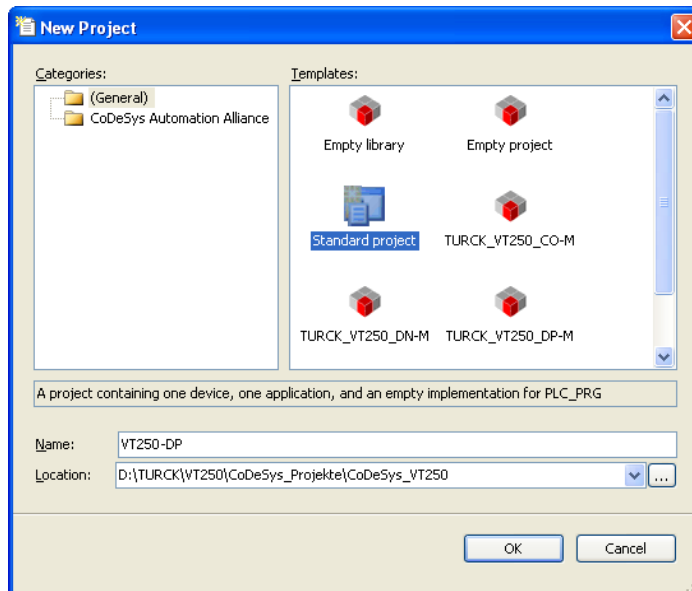 New Project
Categories:
Templates:
(General)
CoDeSys Automation Alliance
Empty library
Empty project
Standard project
TURCK_VT250_CO-M
TURCK_VT250_DN-M
TURCK_VT250_DP-M
A project containing one device, one application, and an empty implementation for PLC_PRG
Name:
VT250-DP
Location:
D:\TURCK\VT250\CoDeSys_Projekte\CoDeSys_VT250
...
OK
Cancel